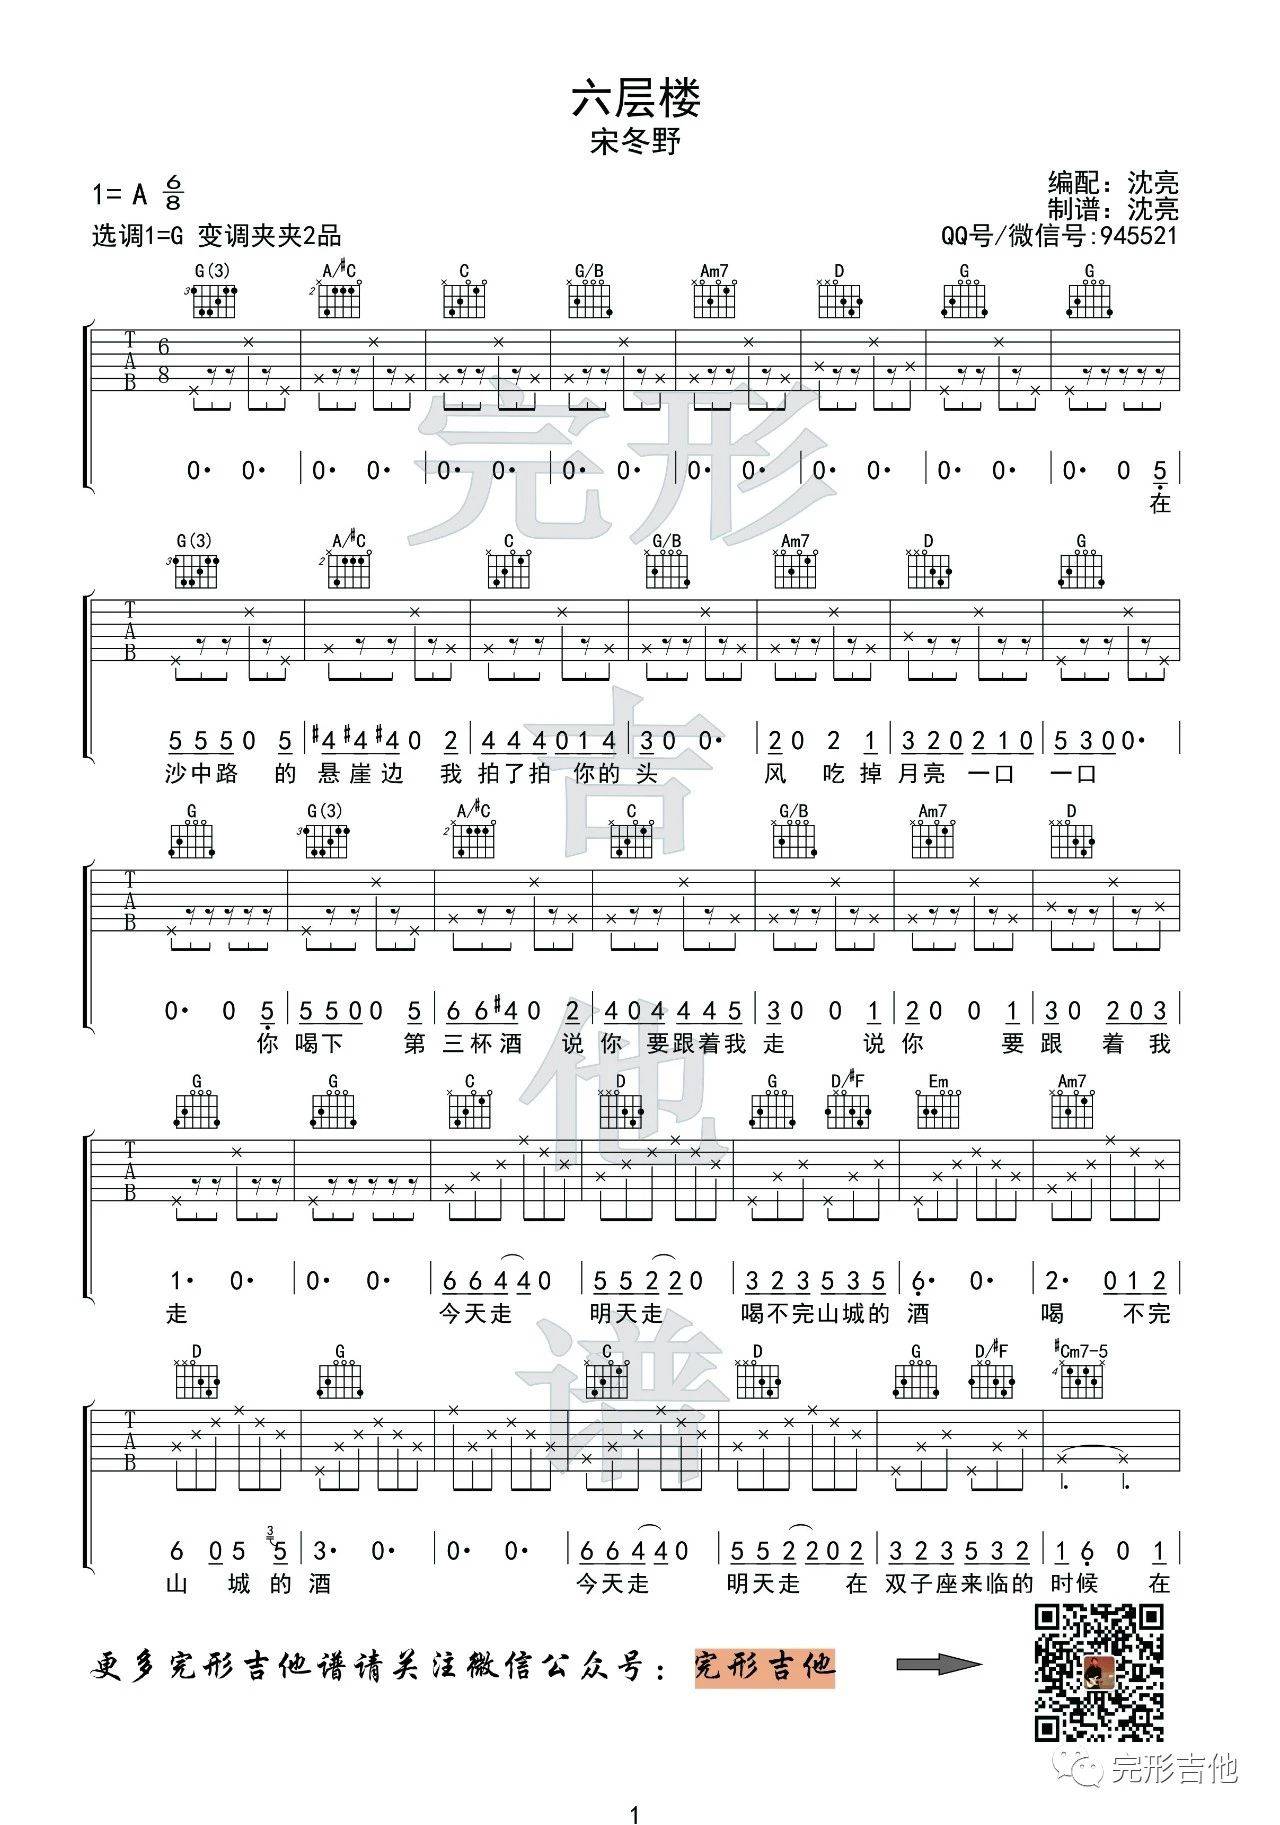 六层楼
宋冬野
1= A 6/8
编配：沈亮
制谱：沈亮
选调1=G 变调夹夹2品
QQ号/微信号:945521
G(3) A/#C C G/B Am7 D G G
T A B 6 8
0· 0· 0· 0· 0· 0· 0· 0· 0· 0· 0· 0· 0· 0· 0· 0 5
在
G(3) A/#C C G/B Am7 D G
T A B
5 5 5 0 5 #4 #4 #4 0 2 4 4 4 0 1 4 3 0 0· 2 0 2 1 3 2 0 2 1 0 5 3 0 0·
沙中路 的 悬崖边 我 拍了拍 你的 头 风 吃 掉 月亮 一口 一口
G G(3) A/#C C G/B Am7 D
T A B
0· 0 5 5 5 0 0 5 6 6 #4 0 2 4 0 4 4 4 5 3 0 0 1 2 0 0 1 3 0 2 0 3
你 喝下 第 三杯酒 说 你 要跟着我 走 说 你 要 跟 着 我
G G C D G D/#F Em Am7
T A B
1· 0· 0· 0· 6 6 4 4 0 5 5 2 2 0 3 2 3 5 3 5 6· 0· 2· 0 1 2
走 今天走 明天走 喝不完山城的 酒 喝 不完
D G C D G D/#F #Cm7-5
T A B
6 0 5 3 5 3· 0· 0· 0· 6 6 4 4 0 5 5 2 2 0 2 3 2 3 5 3 2 1 6 0 1
山 城 的 酒 今天走 明天走 在 双子座来临的 时候 在
更多完形吉他谱请关注微信公众号：完形吉他
完形吉他
1
完形吉他谱